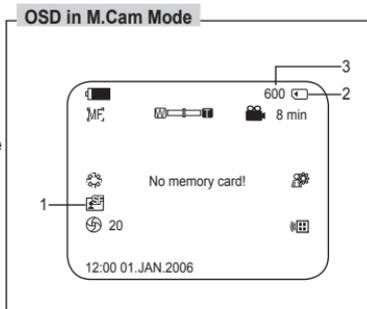 OSD in M.Cam Mode
3
600
2
MF
W T
8 min
No memory card!
1
SF
20
12:00 01.JAN.2006